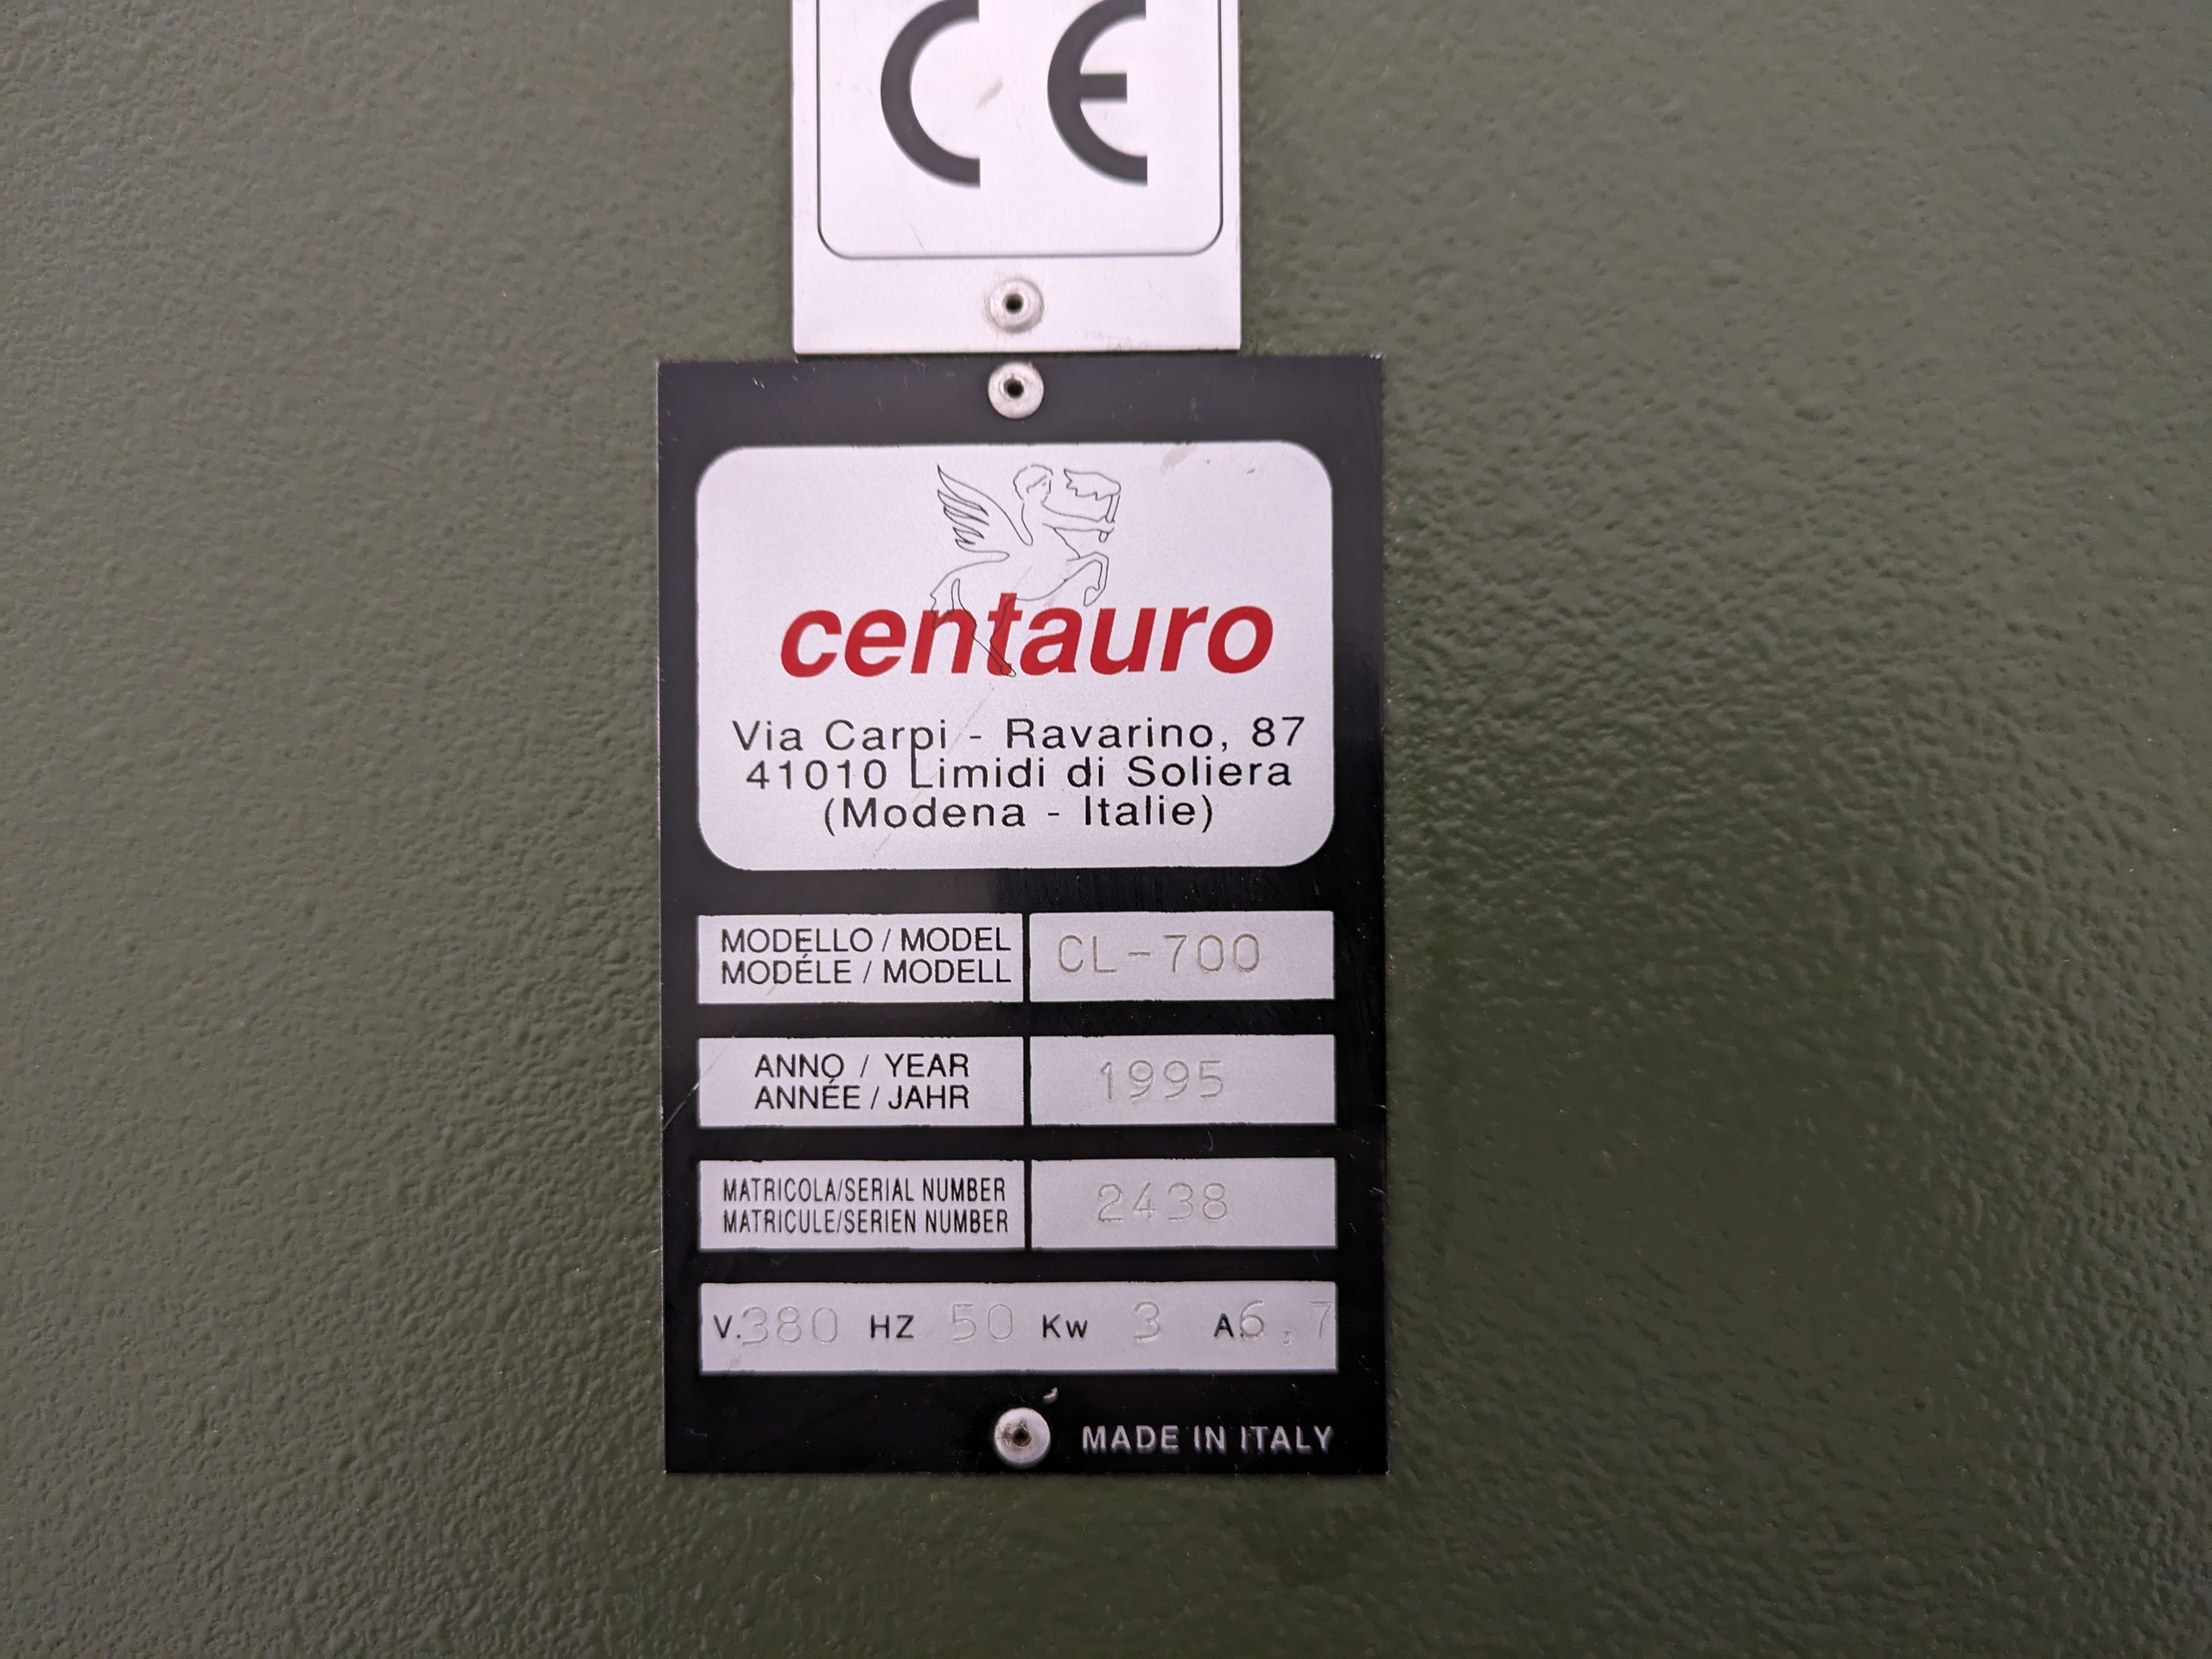 CE
centauro
Via Carpi - Ravarino, 87
41010 Limidi di Soliera
(Modena - Italie)
MODELLO / MODEL
MODÉLE / MODELL
CL-700
ANNO / YEAR
ANNÉE / JAHR
1995
MATRICOLA/SERIAL NUMBER
MATRICULE/SERIEN NUMBER
2438
V.380 HZ 50 Kw 3 A6,7
MADE IN ITALY